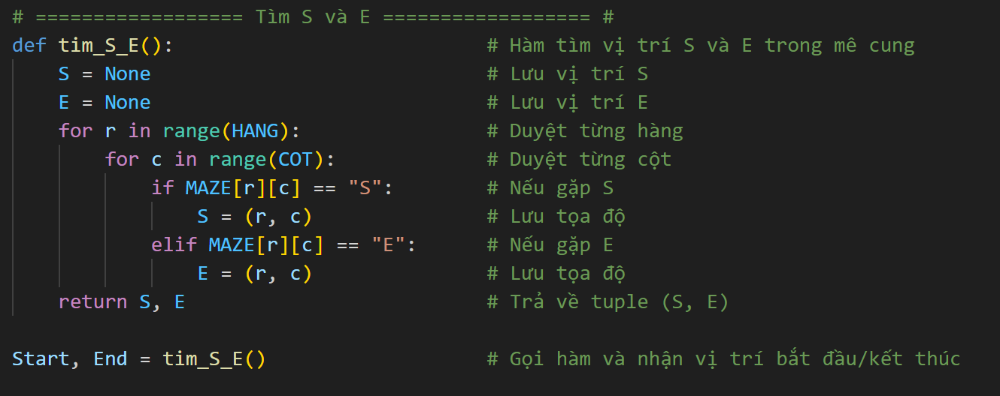 # ================== Tìm S và E ================== #
def tim_S_E():                           # Hàm tìm vị trí S và E trong mê cung
    S = None                             # Lưu vị trí S
    E = None                             # Lưu vị trí E
    for r in range(HANG):                # Duyệt từng hàng
        for c in range(COT):             # Duyệt từng cột
            if MAZE[r][c] == "S":        # Nếu gặp S
                S = (r, c)               # Lưu tọa độ
            elif MAZE[r][c] == "E":      # Nếu gặp E
                E = (r, c)               # Lưu tọa độ
    return S, E                          # Trả về tuple (S, E)
Start, End = tim_S_E()                   # Gọi hàm và nhận vị trí bắt đầu/kết thúc